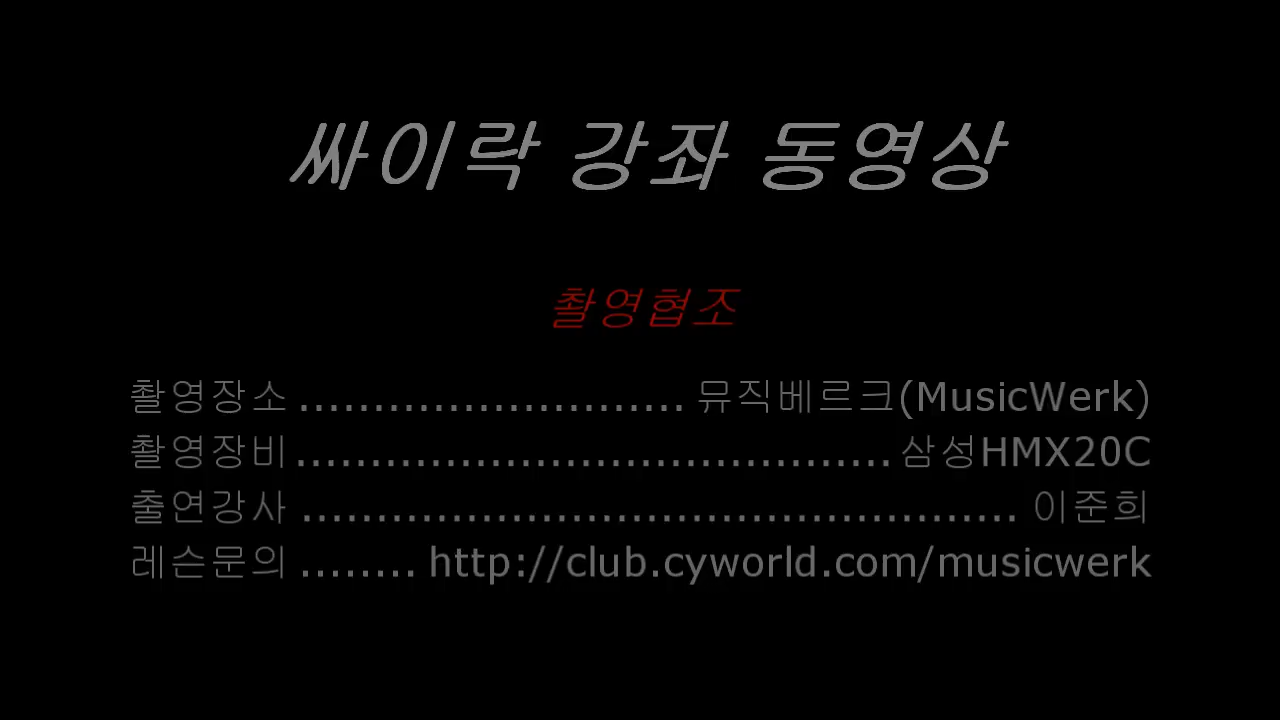 싸이락 강좌 동영상
촬영협조
촬영장소 .......................... 뮤직베르크(MusicWerk)
촬영장비 ........................................ 삼성HMX20C
출연강사 ................................................ 이준희
레슨문의 ........ http://club.cyworld.com/musicwerk